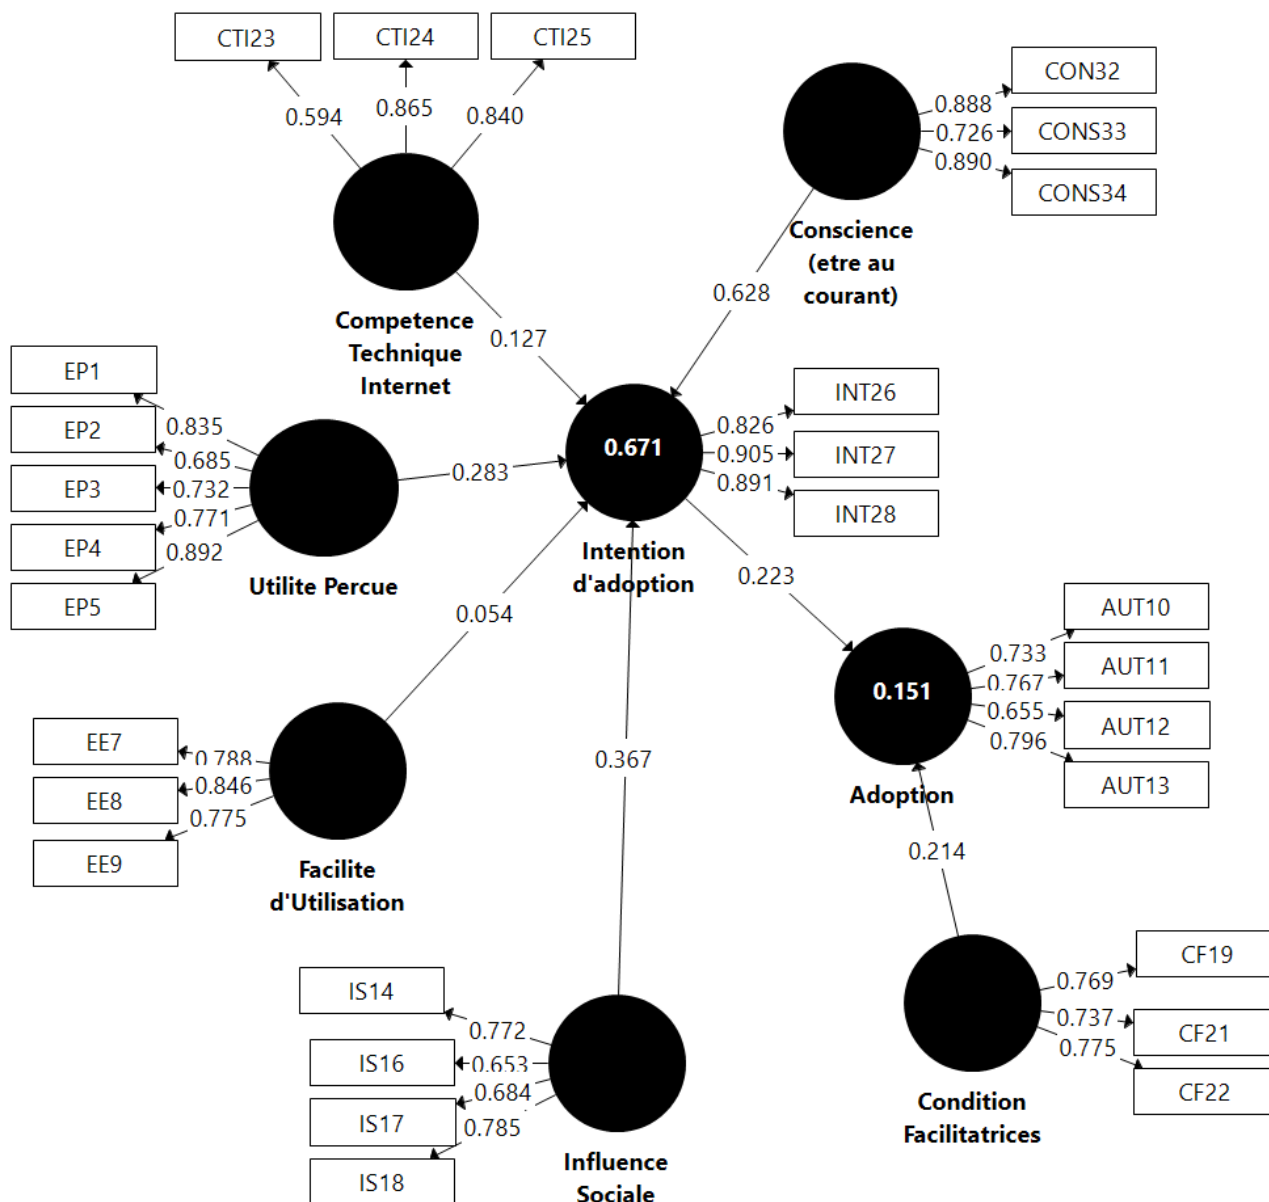 CTI23
CTI24
CTI25
0.594
0.865
0.840
Competence
Technique
Internet
0.127
CON32
CONS33
CONS34
0.888
0.726
0.890
Conscience
(etre au
courant)
0.628
EP1
EP2
EP3
EP4
EP5
0.835
0.685
0.732
0.771
0.892
Utilite Percue
0.283
0.671
Intention
d'adoption
INT26
INT27
INT28
0.826
0.905
0.891
0.223
0.054
EE7
EE8
EE9
0.788
0.846
0.775
Facilite
d'Utilisation
0.367
0.151
Adoption
AUT10
AUT11
AUT12
AUT13
0.733
0.767
0.655
0.796
0.214
IS14
IS16
IS17
IS18
0.772
0.653
0.684
0.785
Influence
Sociale
CF19
CF21
CF22
0.769
0.737
0.775
Condition
Facilitatrices